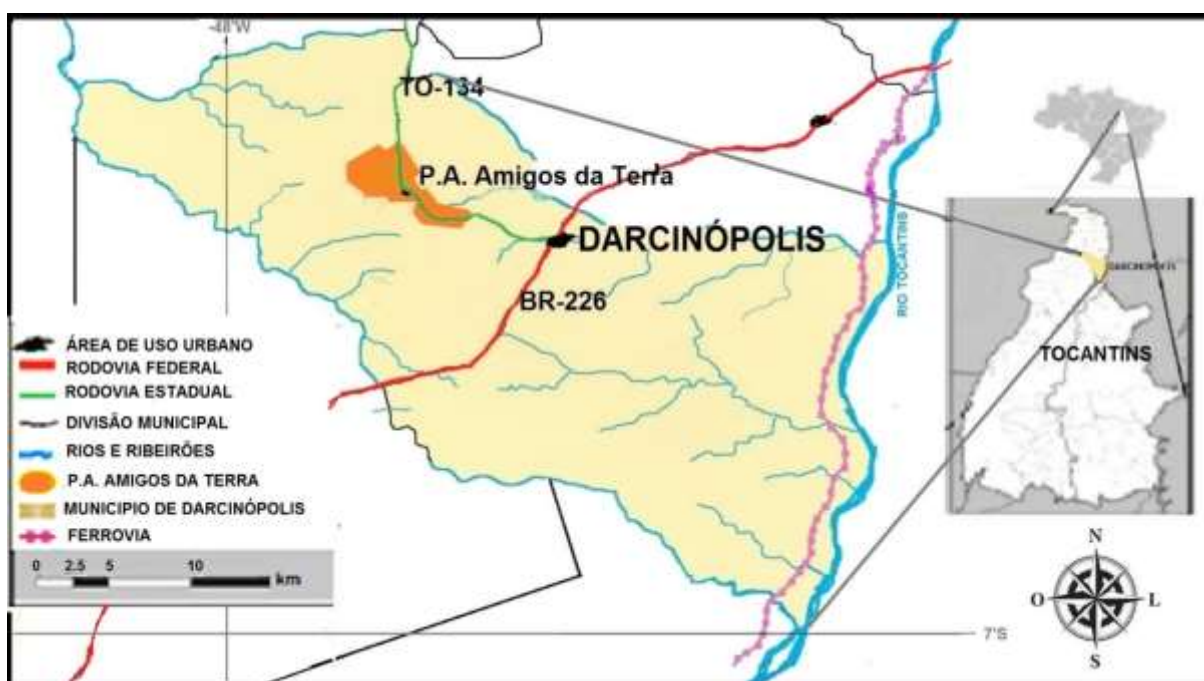 -48'W
TO-134
P.A. Amigos da Terra
DARCINÓPOLIS
BR-226
RIO TOCANTINS
DARCINÓPOLIS
TOCANTINS
ÁREA DE USO URBANO
RODOVIA FEDERAL
RODOVIA ESTADUAL
DIVISÃO MUNICIPAL
RIOS E RIBEIRÕES
P.A. AMIGOS DA TERRA
MUNICIPIO DE DARCINÓPOLIS
FERROVIA
0 2.5 5 10 km
N
O L
S
7'S